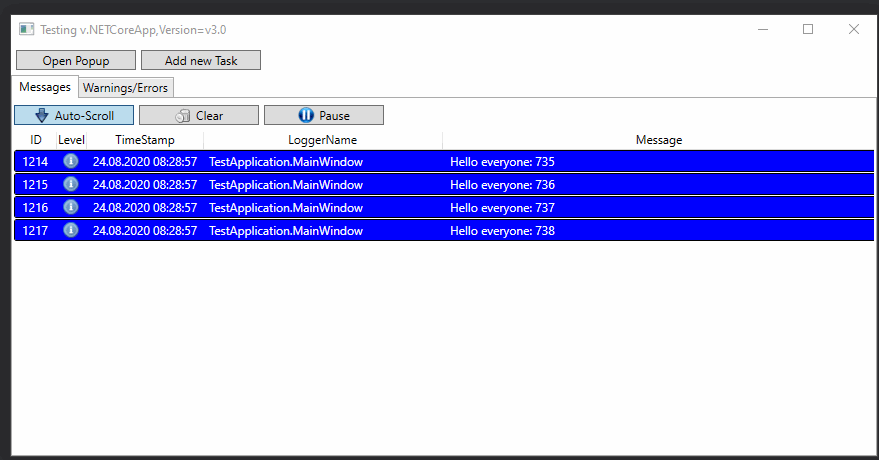 Testing v.NETCoreApp,Version=v3.0
Open Popup Add new Task
Messages Warnings/Errors
Auto-Scroll Clear Pause
ID Level TimeStamp LoggerName Message
1214 24.08.2020 08:28:57 TestApplication.MainWindow Hello everyone: 735
1215 24.08.2020 08:28:57 TestApplication.MainWindow Hello everyone: 736
1216 24.08.2020 08:28:57 TestApplication.MainWindow Hello everyone: 737
1217 24.08.2020 08:28:57 TestApplication.MainWindow Hello everyone: 738